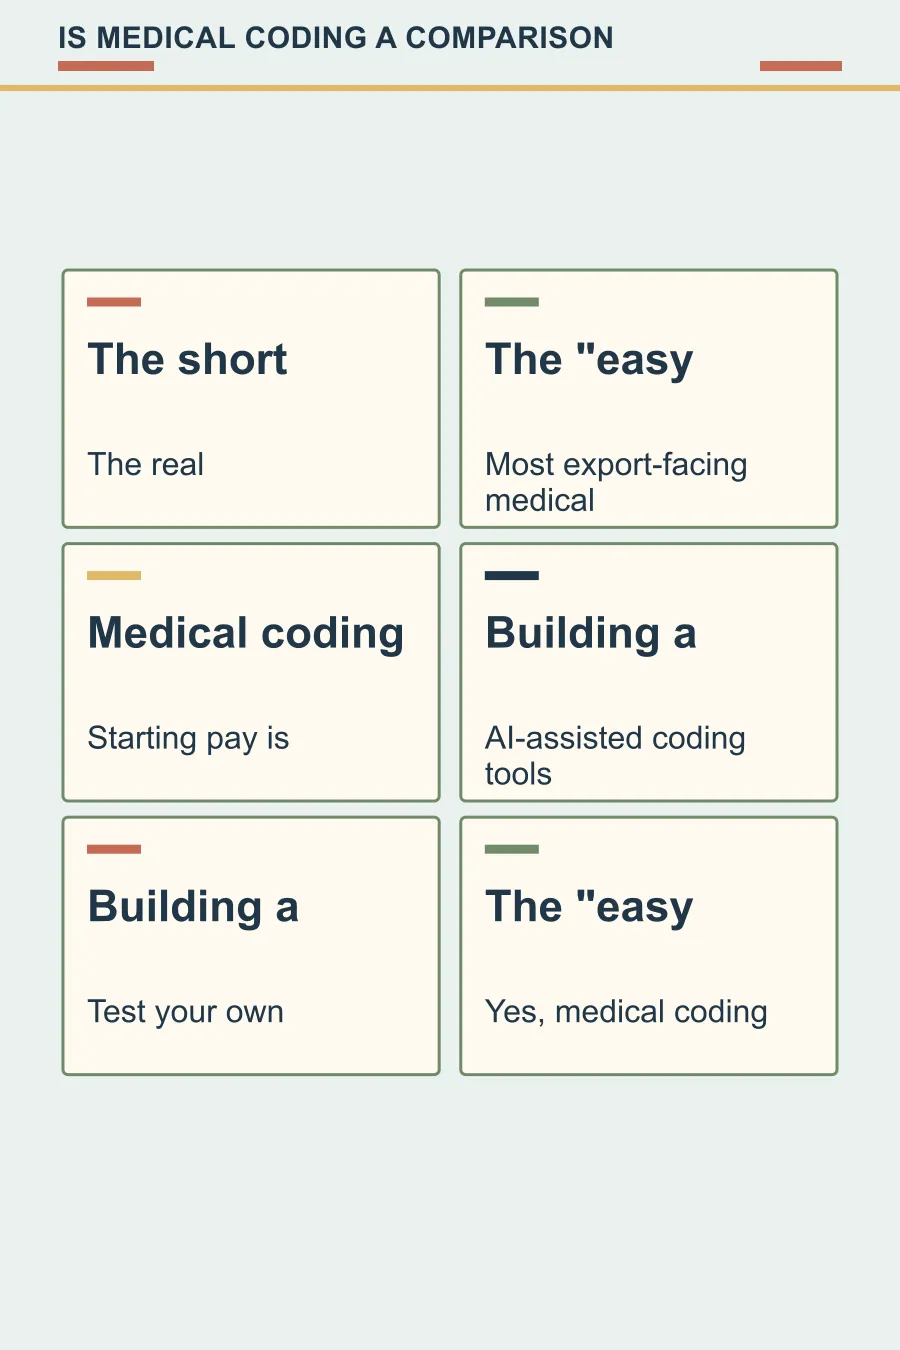 IS MEDICAL CODING A COMPARISON
The short
The real
The "easy
Most export-facing
medical
Medical coding
Starting pay is
Building a
AI-assisted coding
tools
Building a
Test your own
The "easy
Yes, medical coding